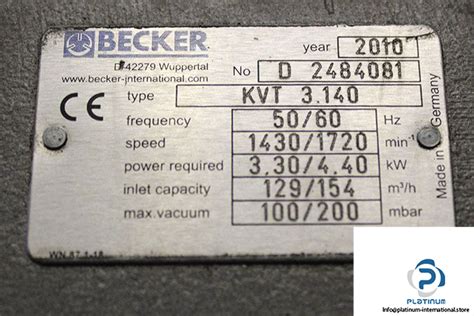 BECKER
year 2010
D-42279 Wuppertal
www.becker-international.com
No D 2484081
type KVT 3.140
frequency 50/60 Hz
speed 1430/1720 min-1
power required 3,30/4,40 kW
inlet capacity 129/154 m³/h
max.vacuum 100/200 mbar
Made in Germany
CE
PLATINUM
Info@platinum-international.store